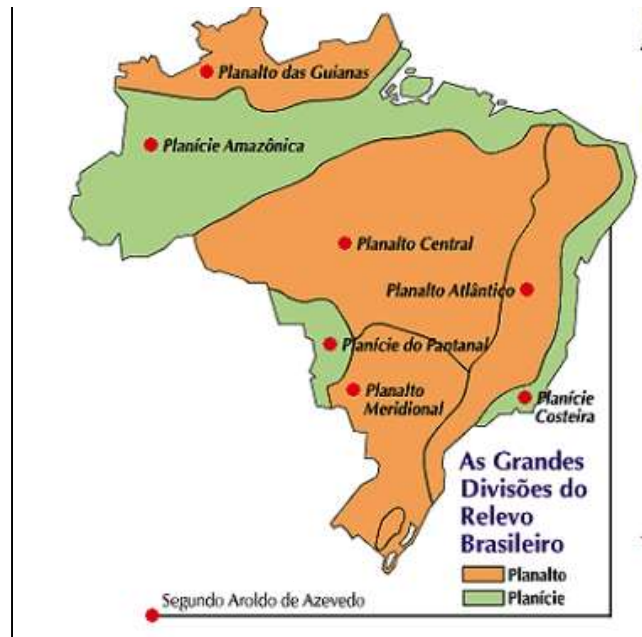 Planalto das Guianas
Planície Amazônica
Planalto Central
Planalto Atlântico
Planície do Pantanal
Planalto
Meridional
Planície
Costeira
As Grandes
Divisões do
Relevo
Brasileiro
Planalto
Planície
Segundo Aroldo de Azevedo